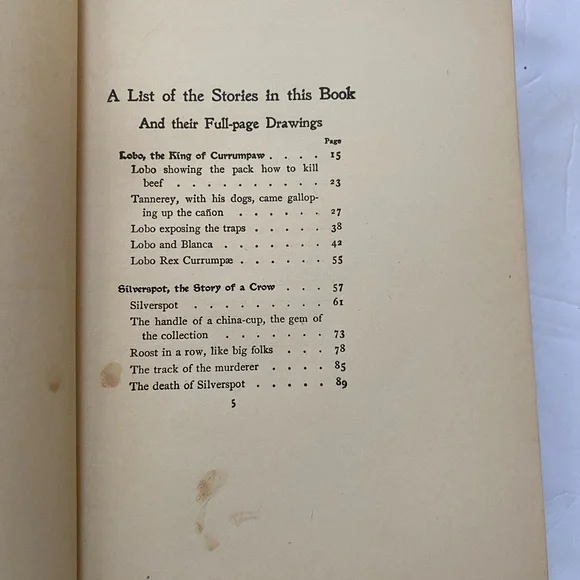 A List of the Stories in this Book
And their Full-page Drawings
Page
Lobo, the King of Currumpaw . . . . 15
Lobo showing the pack how to kill
beef . . . . . . . . . . 23
Tannerey, with his dogs, came gallop-
ing up the cañon . . . . . . 27
Lobo exposing the traps . . . . . 38
Lobo and Blanca . . . . . . . 42
Lobo Rex Currumpæ . . . . . . 55
Silverspot, the Story of a Crow . . . 57
Silverspot . . . . . . . . . 61
The handle of a china-cup, the gem of
the collection . . . . . . . 73
Roost in a row, like big folks . . . 78
The track of the murderer . . . . 85
The death of Silverspot . . . . . 89
5